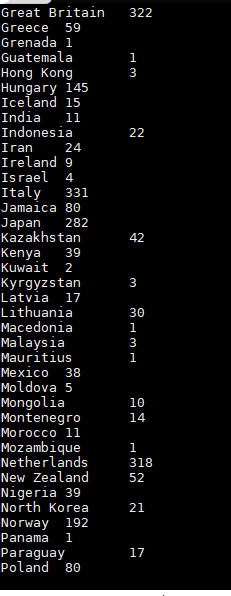 Great Britain 322
Greece 59
Grenada 1
Guatemala 1
Hong Kong 3
Hungary 145
Iceland 15
India 11
Indonesia 22
Iran 24
Ireland 9
Israel 4
Italy 331
Jamaica 80
Japan 282
Kazakhstan 42
Kenya 39
Kuwait 2
Kyrgyzstan 3
Latvia 17
Lithuania 30
Macedonia 1
Malaysia 3
Mauritius 1
Mexico 38
Moldova 5
Mongolia 10
Montenegro 14
Morocco 11
Mozambique 1
Netherlands 318
New Zealand 52
Nigeria 39
North Korea 21
Norway 192
Panama 1
Paraguay 17
Poland 80